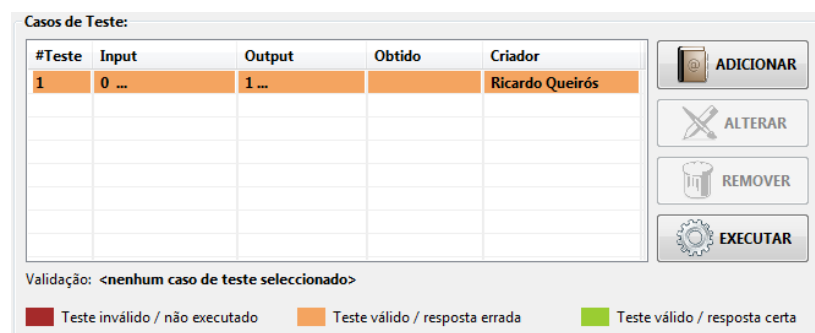 Casos de Teste:
#Teste Input Output Obtido Criador
1 0 ... 1 ... Ricardo Queirós
ADICIONAR
ALTERAR
REMOVER
EXECUTAR
Validação: <nenhum caso de teste seleccionado>
Teste inválido / não executado Teste válido / resposta errada Teste válido / resposta certa